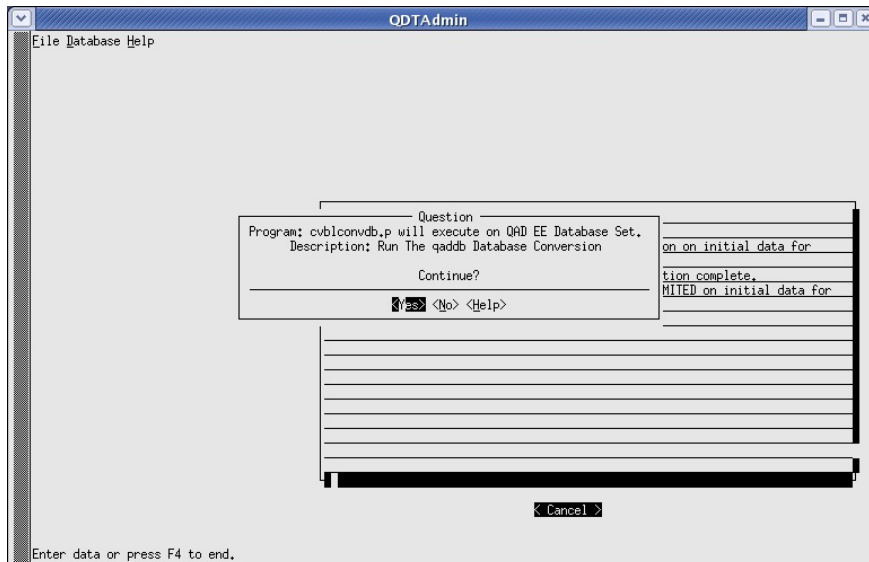 QDTAdmin
File Database Help
Question
Program: cvblconvdb.p will execute on QAD EE Database Set.
Description: Run The qaddb Database Conversion
on on initial data for
Continue?
tion complete.
MITED on initial data for
<Yes> <No> <Help>
< Cancel >
Enter data or press F4 to end.